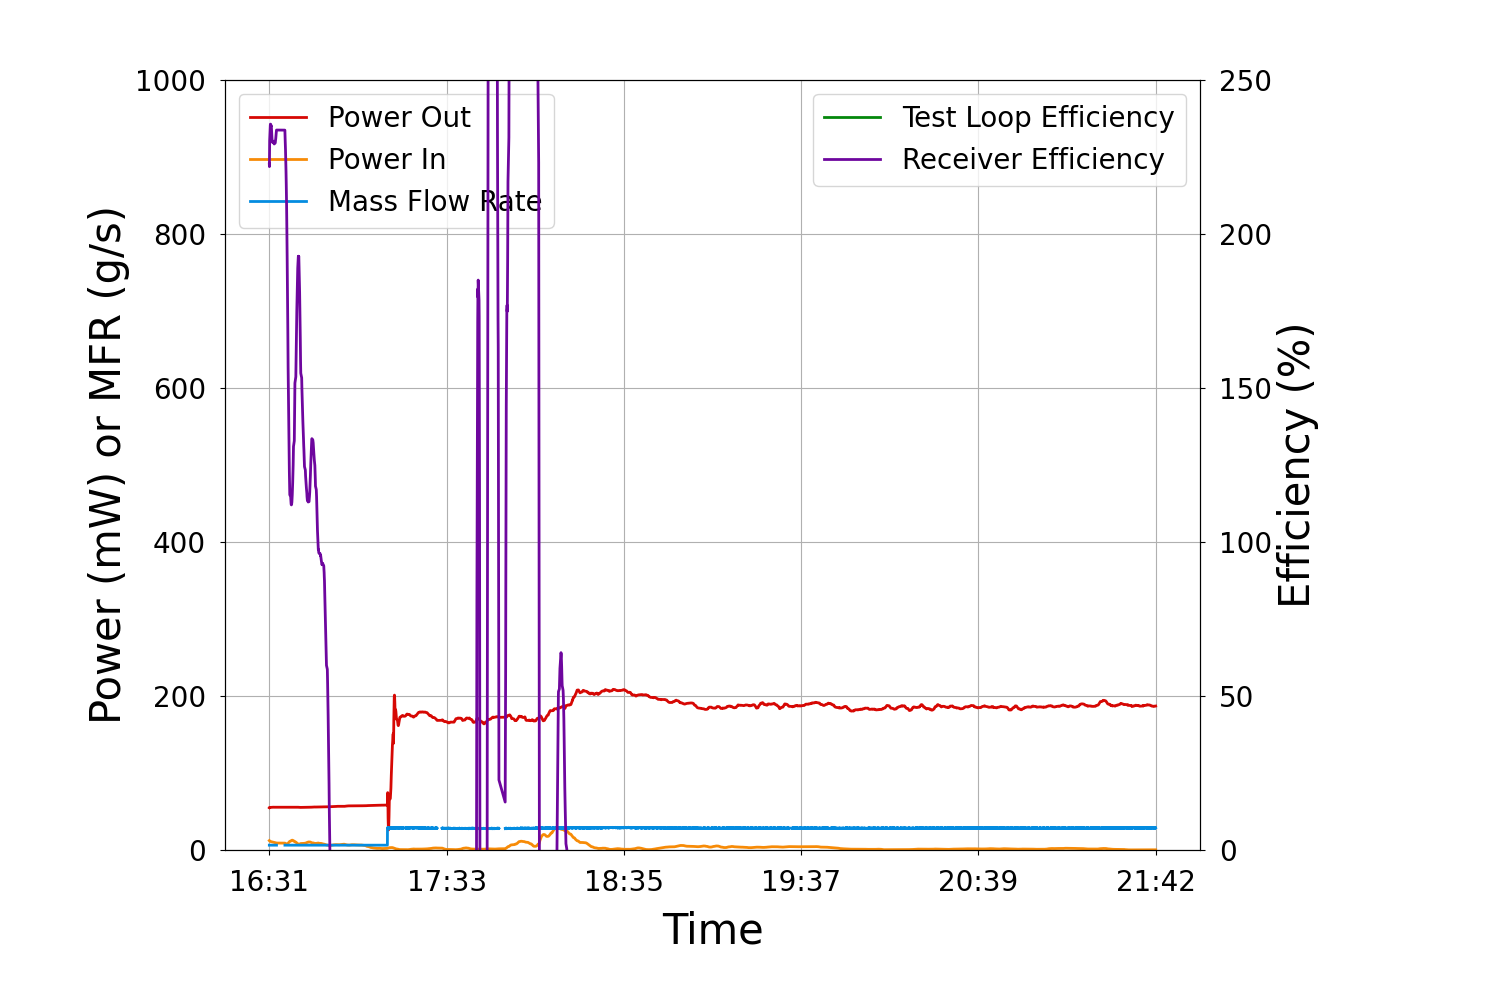 1000
800
600
400
200
0
Power (mW) or MFR (g/s)
Power Out
Power In
Mass Flow Rate
Test Loop Efficiency
Receiver Efficiency
250
200
150
100
50
0
Efficiency (%)
16:31 17:33 18:35 19:37 20:39 21:42
Time